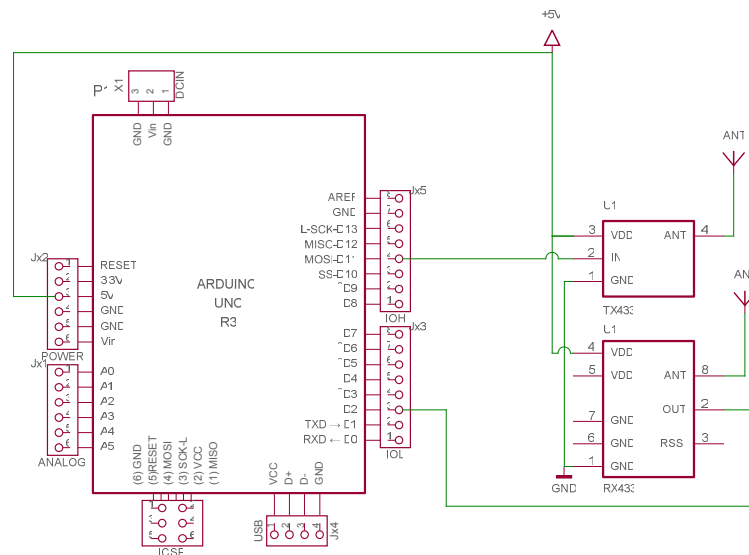 +5V
X1
3
2
1
DCIN
GND
Vin
GND
ANT
Jx5
AREF
GND
L-SCK-D13
MISO-D12
MOSI-D11
SS-D10
D9
D8
IOH
U1
3 VDD ANT 4
2 IN
1 GND
TX433
Jx2
RESET
33V
5V
GND
GND
Vin
POWER
ARDUINO
UNO
R3
Jx3
D7
D6
D5
D4
D3
D2
TXD → D1
RXD ← D0
IOL
Jx1
A0
A1
A2
A3
A4
A5
ANALOG
U1
4 VDD
5 VDD ANT 8
OUT 2
7 GND
6 GND RSS 3
1 GND
GND RX433
(6) GND
(5)RESET
(4) MOSI
(3) SCK-L
(2) VCC
(1) MISO
VCC
D+
D-
GND
USB
1
2
3
4
Jx4